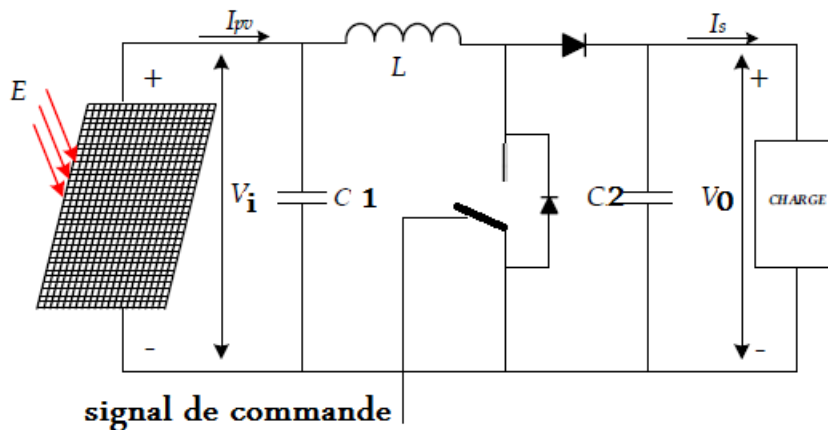 Ipv
Is
L
E
+
+
Vi
C 1
C2
V0
CHARGE
-
-
signal de commande